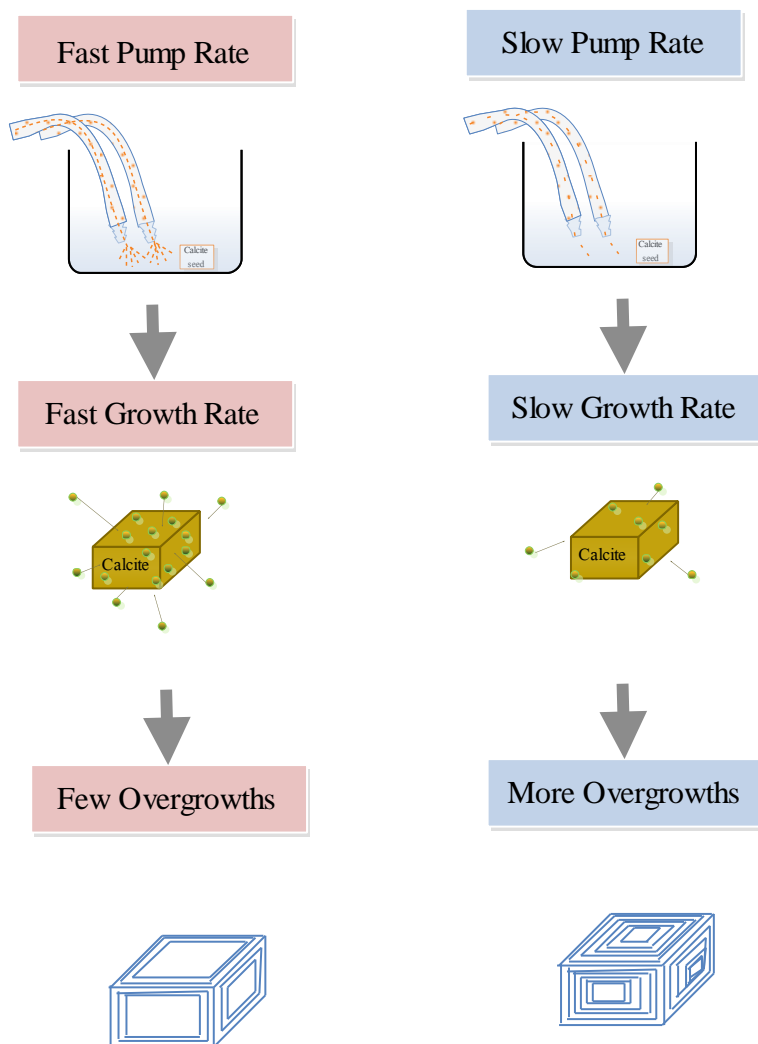 Fast Pump Rate
Slow Pump Rate
Calcite
seed
Calcite
seed
Fast Growth Rate
Slow Growth Rate
Calcite
Calcite
Few Overgrowths
More Overgrowths